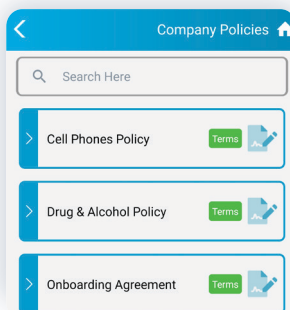 Company Policies
Search Here
Cell Phones Policy Terms
Drug & Alcohol Policy Terms
Onboarding Agreement Terms